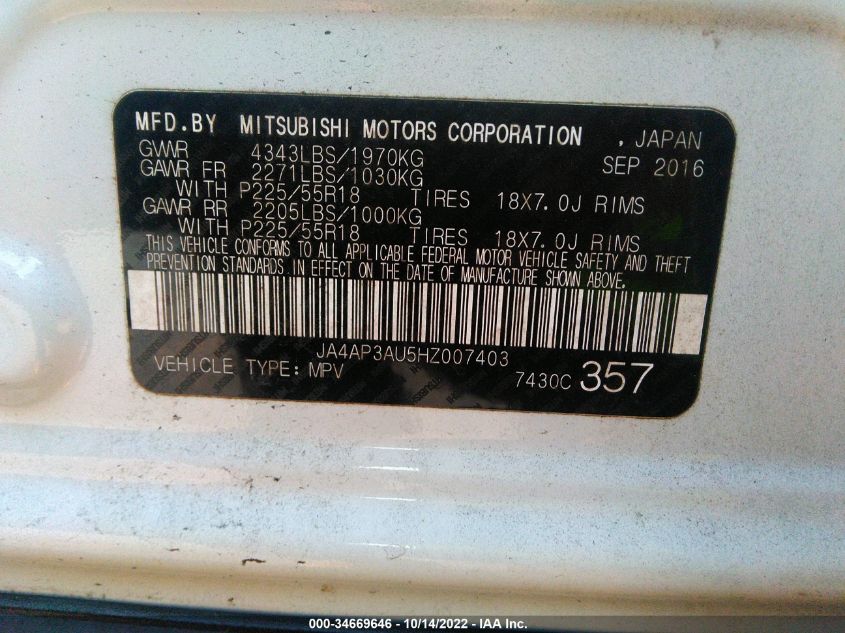 MFD.BY MITSUBISHI MOTORS CORPORATION , JAPAN
GVWR 4343LBS/1970KG SEP 2016
GAWR FR 2271LBS/1030KG
WITH P225/55R18 TIRES 18X7.0J RIMS
GAWR RR 2205LBS/1000KG
WITH P225/55R18 TIRES 18X7.0J RIMS
THIS VEHICLE CONFORMS TO ALL APPLICABLE FEDERAL MOTOR VEHICLE SAFETY AND THEFT
PREVENTION STANDARDS IN EFFECT ON THE DATE OF MANUFACTURE SHOWN ABOVE.
JA4AP3AU5HZ007403
VEHICLE TYPE: MPV 7430C 357
000-34669646 - 10/14/2022 - IAA Inc.